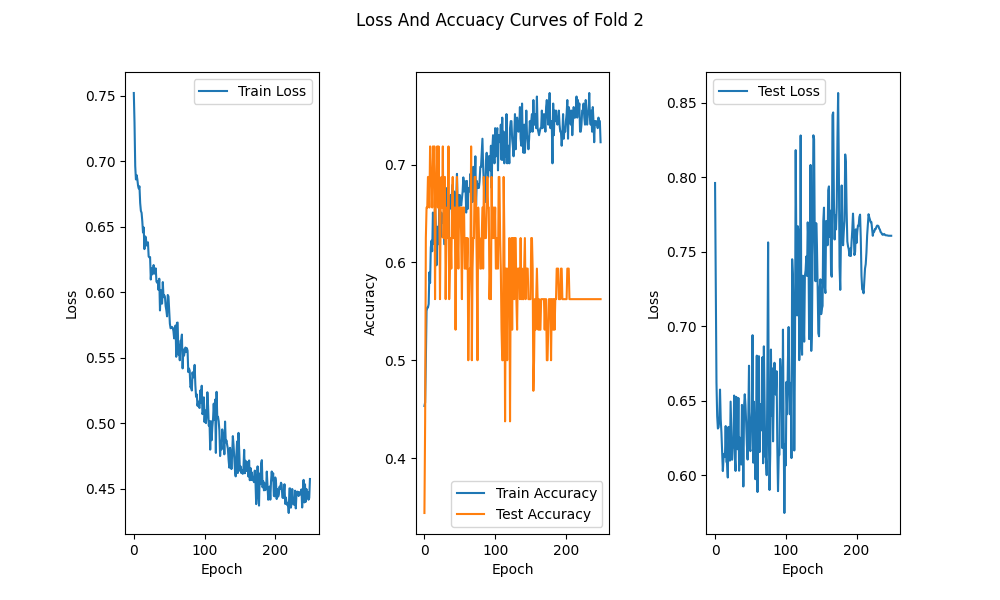 Loss And Accuacy Curves of Fold 2
Loss
0.75
0.70
0.65
0.60
0.55
0.50
0.45
0
100
200
Epoch
Train Loss
Accuracy
0.7
0.6
0.5
0.4
0
100
200
Epoch
Train Accuracy
Test Accuracy
Loss
0.85
0.80
0.75
0.70
0.65
0.60
0
100
200
Epoch
Test Loss